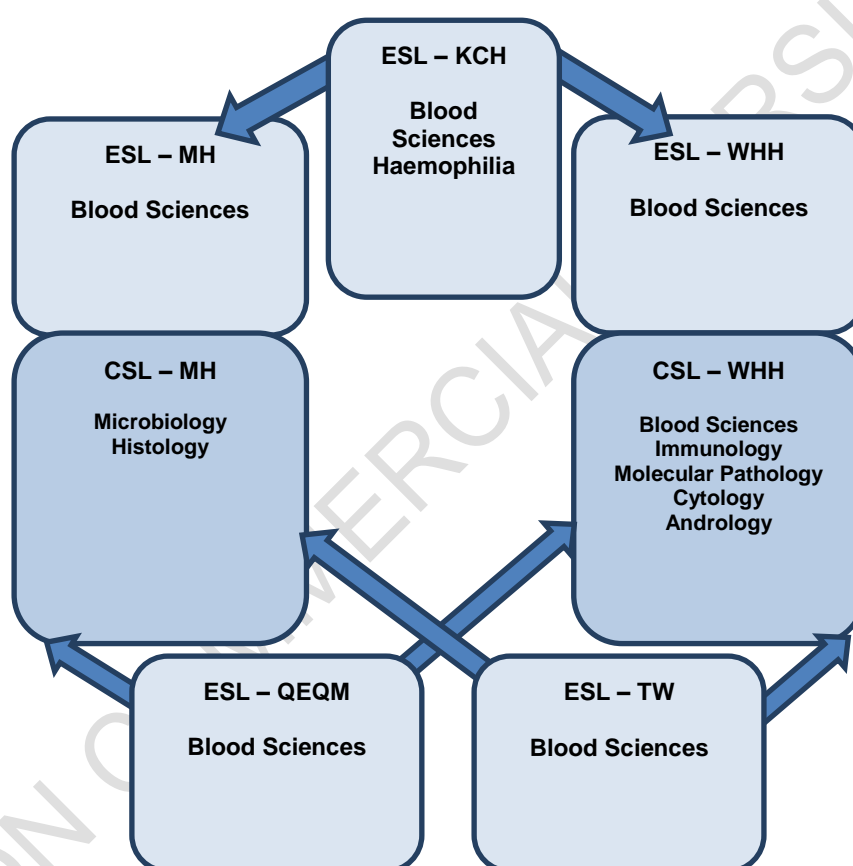 ESL – KCH
Blood
Sciences
Haemophilia
ESL – MH
Blood Sciences
ESL – WHH
Blood Sciences
CSL – MH
Microbiology
Histology
CSL – WHH
Blood Sciences
Immunology
Molecular Pathology
Cytology
Andrology
ESL – QEQM
Blood Sciences
ESL – TW
Blood Sciences